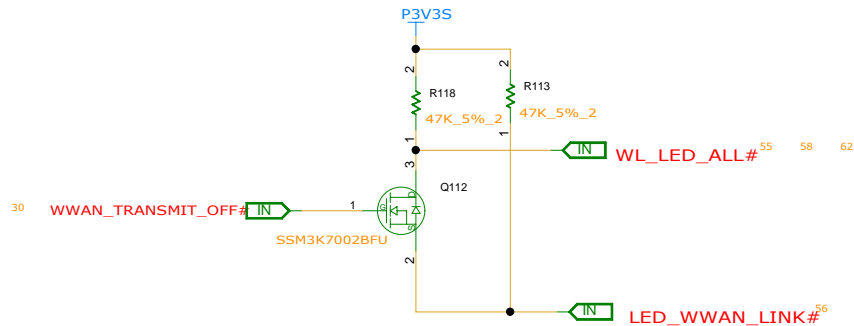 P3V3S
2
2
R118
R113
47K_5%_2
47K_5%_2
1
1
IN
WL_LED_ALL#
55 58 62
3
Q112
D
30
WWAN_TRANSMIT_OFF#
IN
1
G
S
SSM3K7002BFU
2
IN
LED_WWAN_LINK#
56